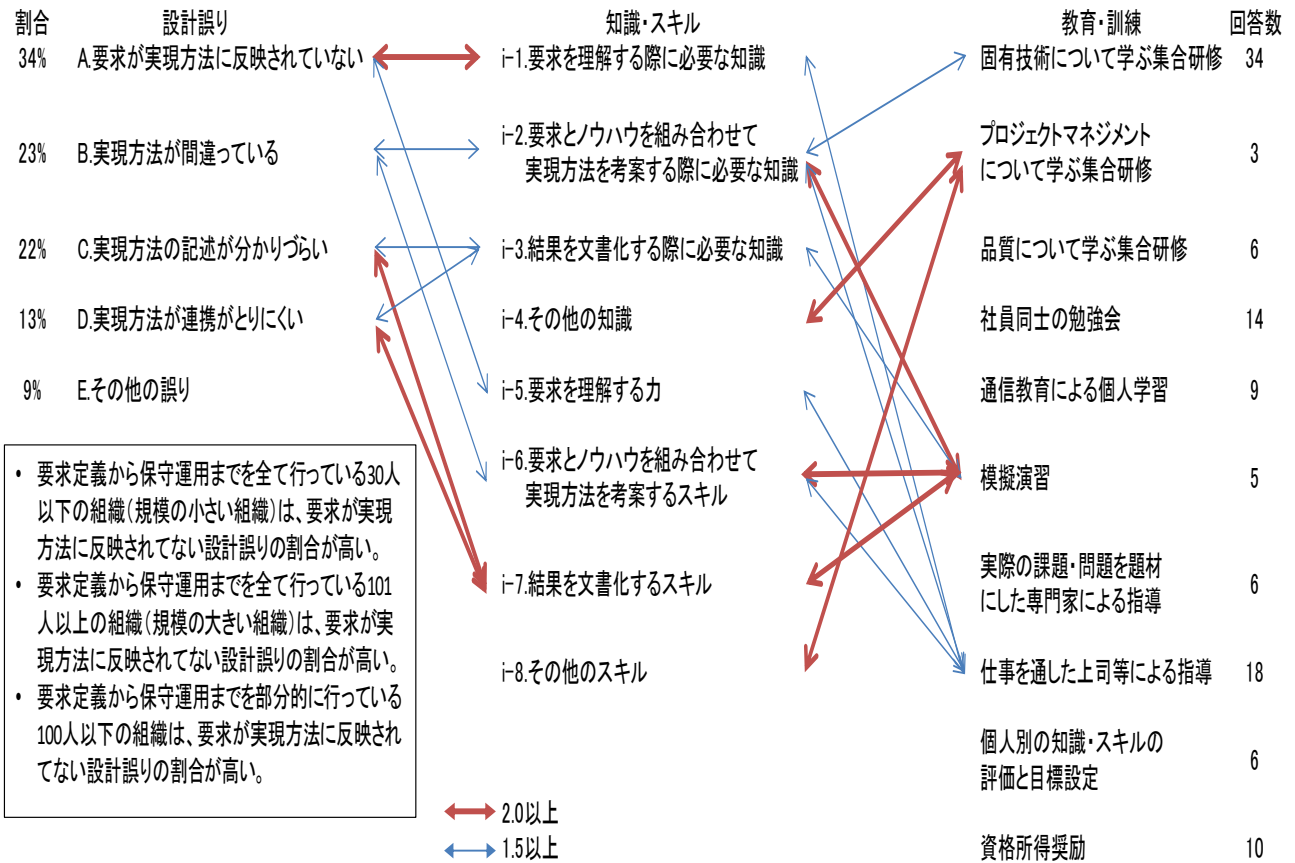 割合 設計誤り 知識・スキル 教育・訓練 回答数
34% A.要求が実現方法に反映されていない i-1.要求を理解する際に必要な知識 固有技術について学ぶ集合研修 34
23% B.実現方法が間違っている i-2.要求とノウハウを組み合わせて
実現方法を考案する際に必要な知識 プロジェクトマネジメント
について学ぶ集合研修 3
22% C.実現方法の記述が分かりづらい i-3.結果を文書化する際に必要な知識 品質について学ぶ集合研修 6
13% D.実現方法が連携がとりにくい i-4.その他の知識 社員同士の勉強会 14
9% E.その他の誤り i-5.要求を理解する力 通信教育による個人学習 9
i-6.要求とノウハウを組み合わせて
実現方法を考案するスキル 模擬演習 5
i-7.結果を文書化するスキル 実際の課題・問題を題材
にした専門家による指導 6
i-8.その他のスキル 仕事を通した上司等による指導 18
個人別の知識・スキルの
評価と目標設定 6
資格所得奨励 10
• 要求定義から保守運用までを全て行っている30人
以下の組織(規模の小さい組織)は、要求が実現
方法に反映されてない設計誤りの割合が高い。
• 要求定義から保守運用までを全て行っている101
人以上の組織(規模の大きい組織)は、要求が実
現方法に反映されてない設計誤りの割合が高い。
• 要求定義から保守運用までを部分的に行っている
100人以下の組織は、要求が実現方法に反映され
てない設計誤りの割合が高い。
2.0以上
1.5以上